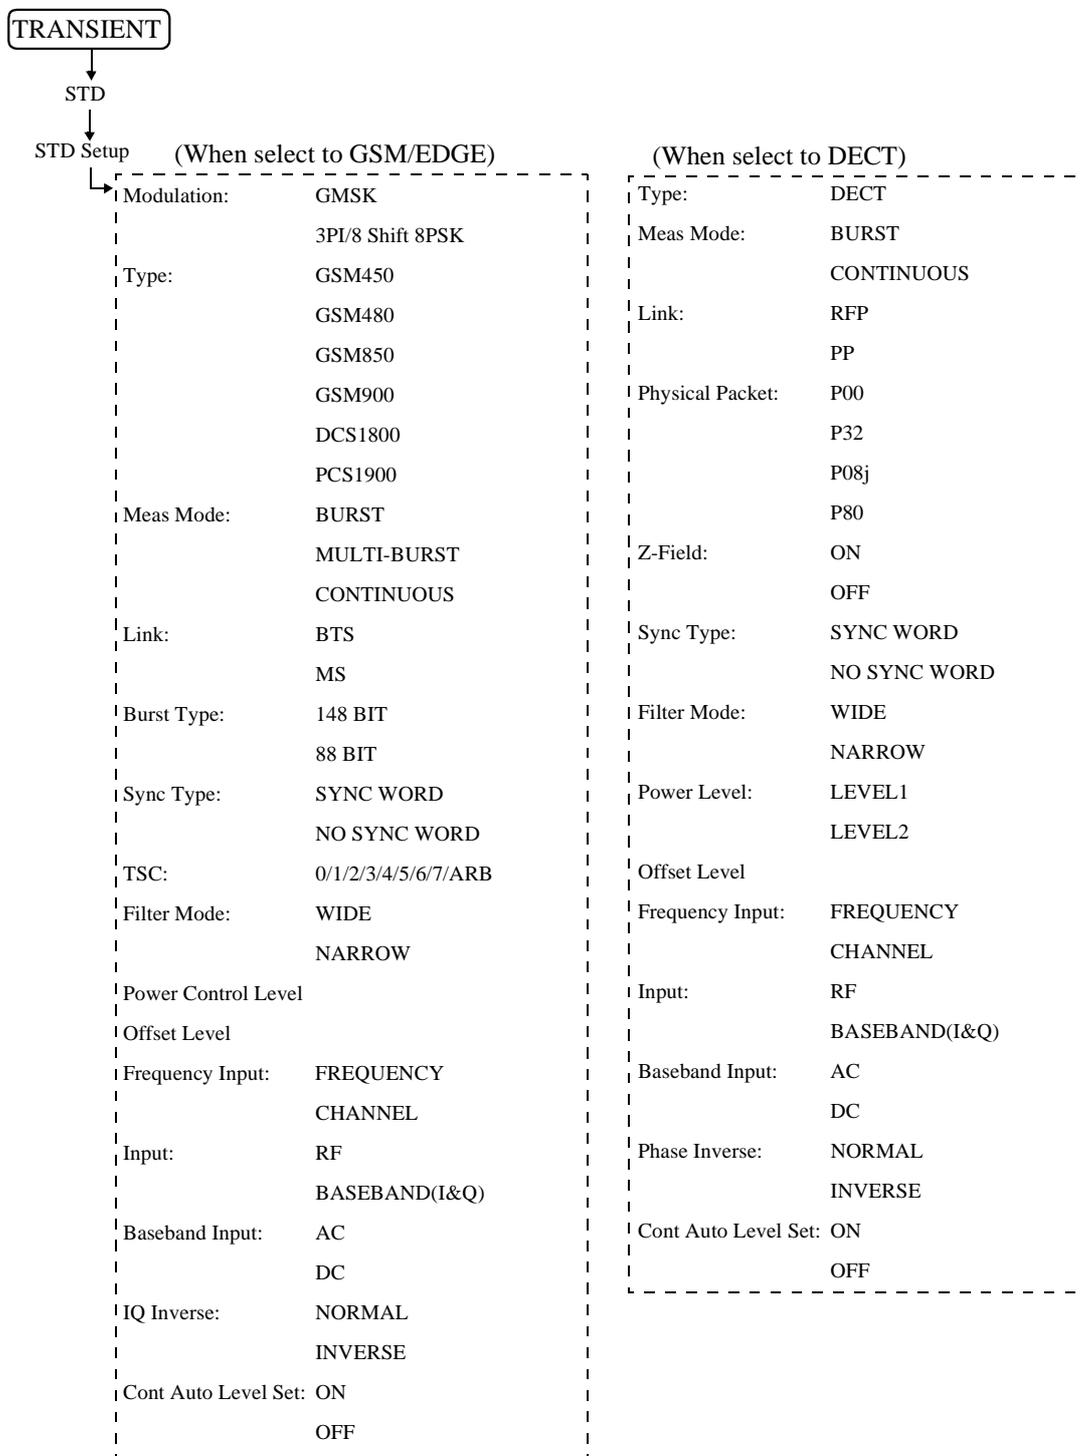 TRANSIENT
STD
STD Setup
(When select to GSM/EDGE)
Modulation: GMSK
3PI/8 Shift 8PSK
Type: GSM450
GSM480
GSM850
GSM900
DCS1800
PCS1900
Meas Mode: BURST
MULTI-BURST
CONTINUOUS
Link: BTS
MS
Burst Type: 148 BIT
88 BIT
Sync Type: SYNC WORD
NO SYNC WORD
TSC: 0/1/2/3/4/5/6/7/ARB
Filter Mode: WIDE
NARROW
Power Control Level
Offset Level
Frequency Input: FREQUENCY
CHANNEL
Input: RF
BASEBAND(I&Q)
Baseband Input: AC
DC
IQ Inverse: NORMAL
INVERSE
Cont Auto Level Set: ON
OFF
(When select to DECT)
Type: DECT
Meas Mode: BURST
CONTINUOUS
Link: RFP
PP
Physical Packet: P00
P32
P08j
P80
Z-Field: ON
OFF
Sync Type: SYNC WORD
NO SYNC WORD
Filter Mode: WIDE
NARROW
Power Level: LEVEL1
LEVEL2
Offset Level
Frequency Input: FREQUENCY
CHANNEL
Input: RF
BASEBAND(I&Q)
Baseband Input: AC
DC
Phase Inverse: NORMAL
INVERSE
Cont Auto Level Set: ON
OFF